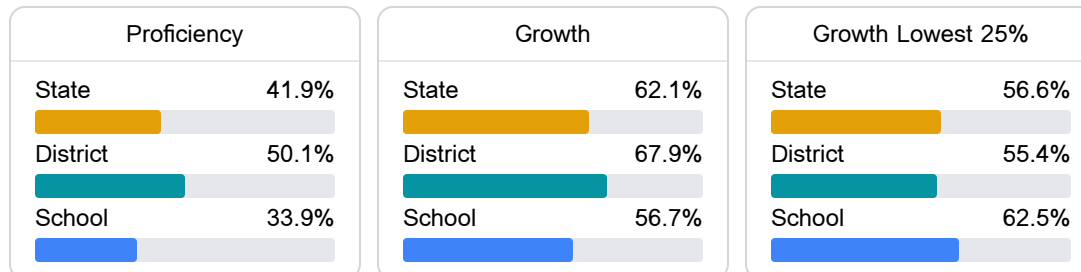 Proficiency
State 41.9%
District 50.1%
School 33.9%
Growth
State 62.1%
District 67.9%
School 56.7%
Growth Lowest 25%
State 56.6%
District 55.4%
School 62.5%